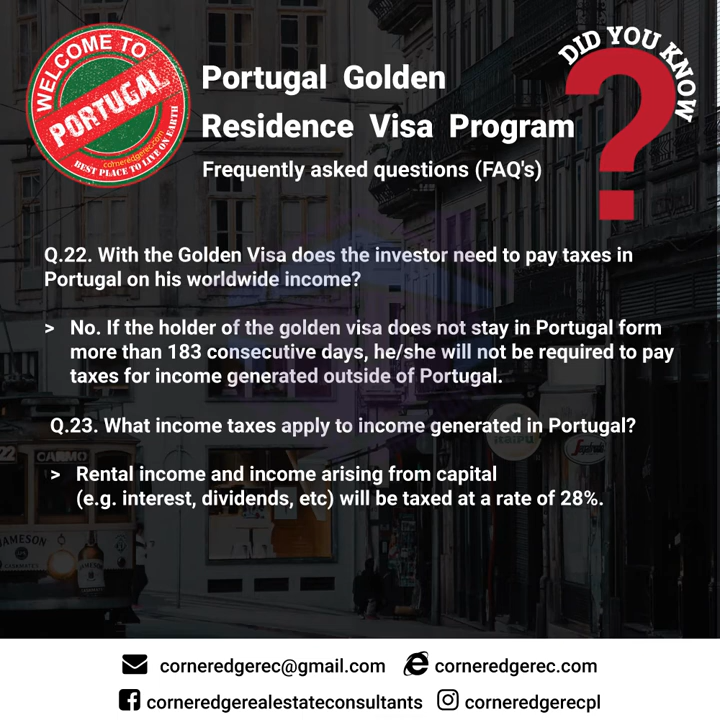 WELCOME TO
PORTUGAL
corneredgerec.com
BEST PLACE TO LIVE ON EARTH
Portugal Golden
Residence Visa Program
Frequently asked questions (FAQ's)
DID YOU KNOW
?
Q.22. With the Golden Visa does the investor need to pay taxes in
Portugal on his worldwide income?
> No. If the holder of the golden visa does not stay in Portugal form
more than 183 consecutive days, he/she will not be required to pay
taxes for income generated outside of Portugal.
Q.23. What income taxes apply to income generated in Portugal?
> Rental income and income arising from capital
(e.g. interest, dividends, etc) will be taxed at a rate of 28%.
itaipu
Segafredo
22 CARMO
JAMESON
corneredgerec@gmail.com
corneredgerec.com
corneredgerealestateconsultants
corneredgerecpl